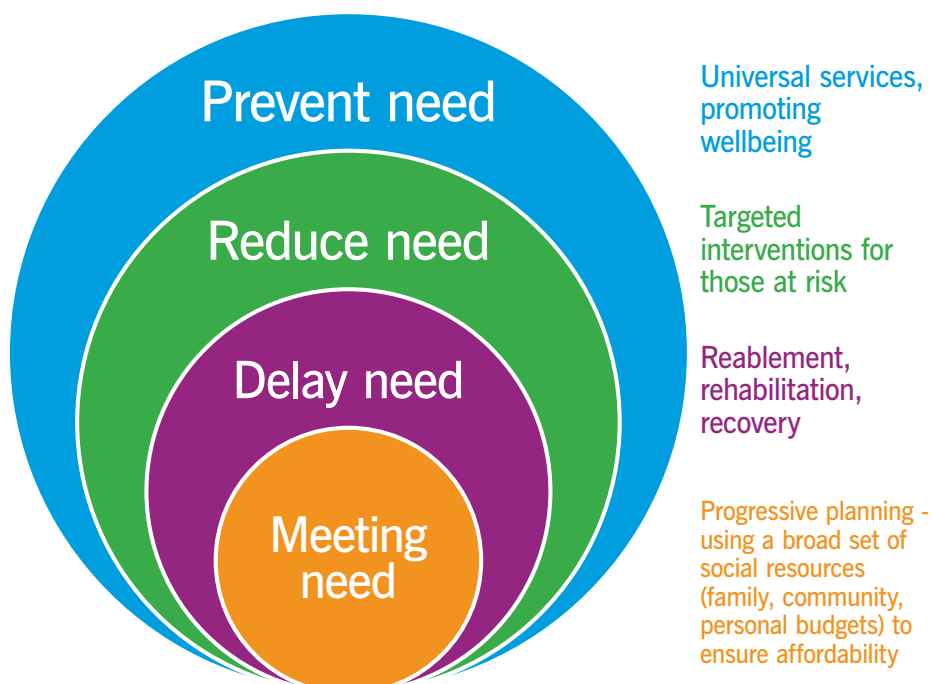 Prevent need
Universal services,
promoting
wellbeing
Reduce need
Targeted
interventions for
those at risk
Delay need
Reablement,
rehabilitation,
recovery
Meeting
need
Progressive planning -
using a broad set of
social resources
(family, community,
personal budgets) to
ensure affordability